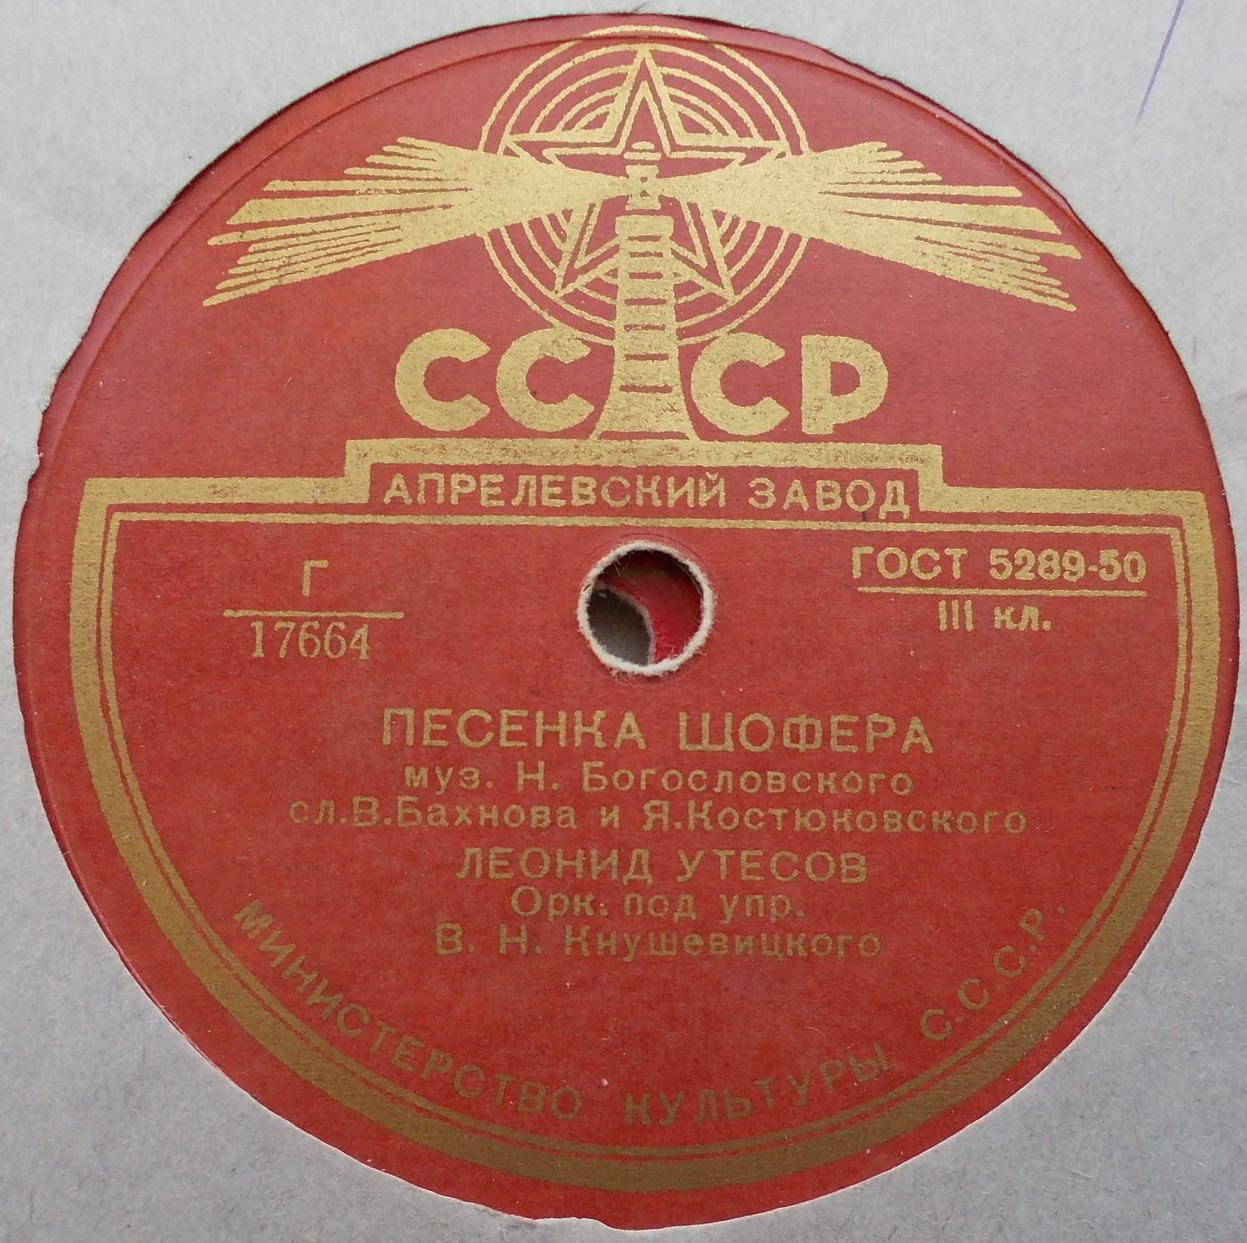 СССР
АПРЕЛЕВСКИЙ ЗАВОД
ГОСТ 5289-50
III кл.
Г
17664
ПЕСЕНКА ШОФЕРА
муз. Н. Богословского
сл.В.Бахнова и Я.Костюковского
ЛЕОНИД УТЕСОВ
Орк. под упр.
В. Н. Кнушевицкого
МИНИСТЕРСТВО КУЛЬТУРЫ С.С.С.Р.